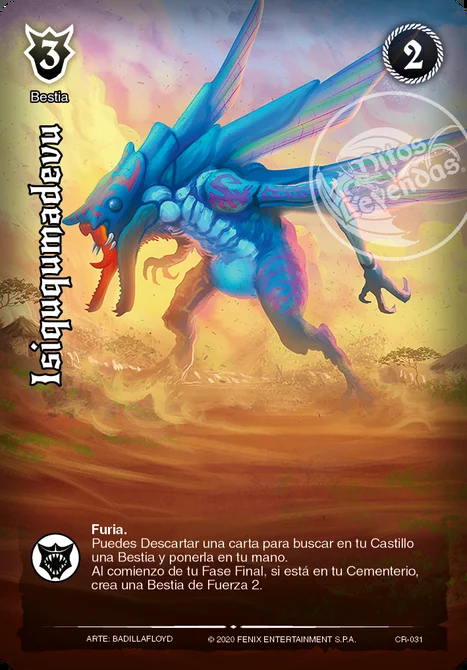 3
2
Bestia
Mitos y
Leyendas
Isiququmadevu
Furia.
Puedes Descartar una carta para buscar en tu Castillo
una Bestia y ponerla en tu mano.
Al comienzo de tu Fase Final, si está en tu Cementerio,
crea una Bestia de Fuerza 2.
ARTE: BADILLAFLOYD © 2020 FENIX ENTERTAINMENT S.P.A. CR-031